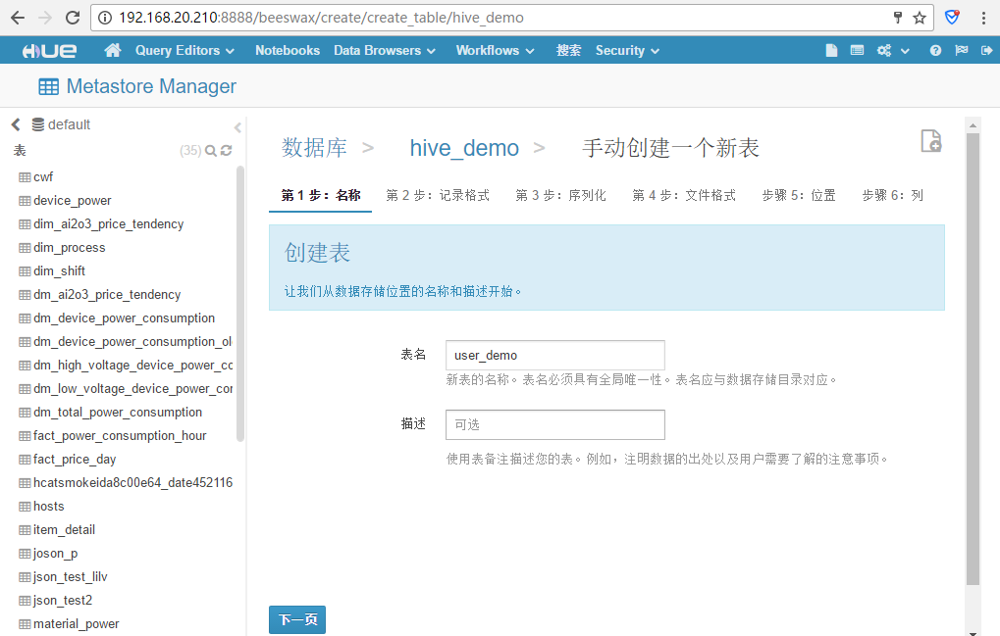 192.168.20.210:8888/beeswax/create/create_table/hive_demo
HUE Query Editors Notebooks Data Browsers Workflows 搜索 Security
Metastore Manager
default
表 (35)
cwf
device_power
dim_ai2o3_price_tendency
dim_process
dim_shift
dm_ai2o3_price_tendency
dm_device_power_consumption
dm_device_power_consumption_ol
dm_high_voltage_device_power_co
dm_low_voltage_device_power_con
dm_total_power_consumption
fact_power_consumption_hour
fact_price_day
hcatsmokeida8c00e64_date452116
hosts
item_detail
joson_p
json_test_lilv
json_test2
material_power
数据库 > hive_demo > 手动创建一个新表
第 1 步：名称 第 2 步：记录格式 第 3 步：序列化 第 4 步：文件格式 步骤 5：位置 步骤 6：列
创建表
让我们从数据存储位置的名称和描述开始。
表名 user_demo
新表的名称。表名必须具有全局唯一性。表名应与数据存储目录对应。
描述 可选
使用表备注描述您的表。例如，注明数据的出处以及用户需要了解的注意事项。
下一页